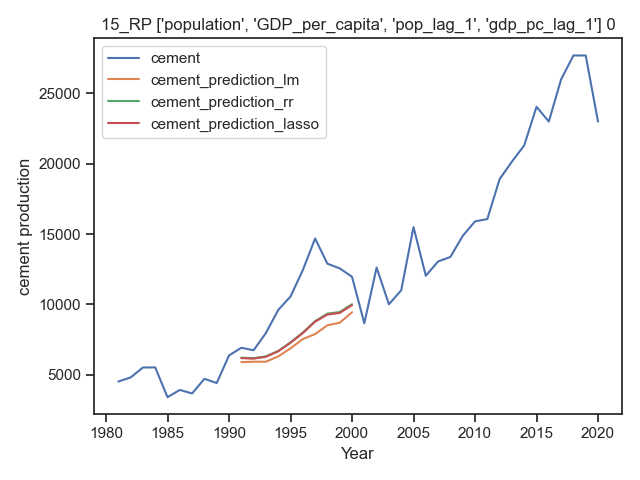 15_RP ['population', 'GDP_per_capita', 'pop_lag_1', 'gdp_pc_lag_1'] 0
cement
cement_prediction_lm
cement_prediction_rr
cement_prediction_lasso
cement production
25000
20000
15000
10000
5000
1980 1985 1990 1995 2000 2005 2010 2015 2020
Year